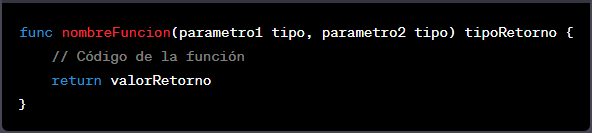 func nombreFuncion(parametro1 tipo, parametro2 tipo) tipoRetorno {
    // Código de la función
    return valorRetorno
}